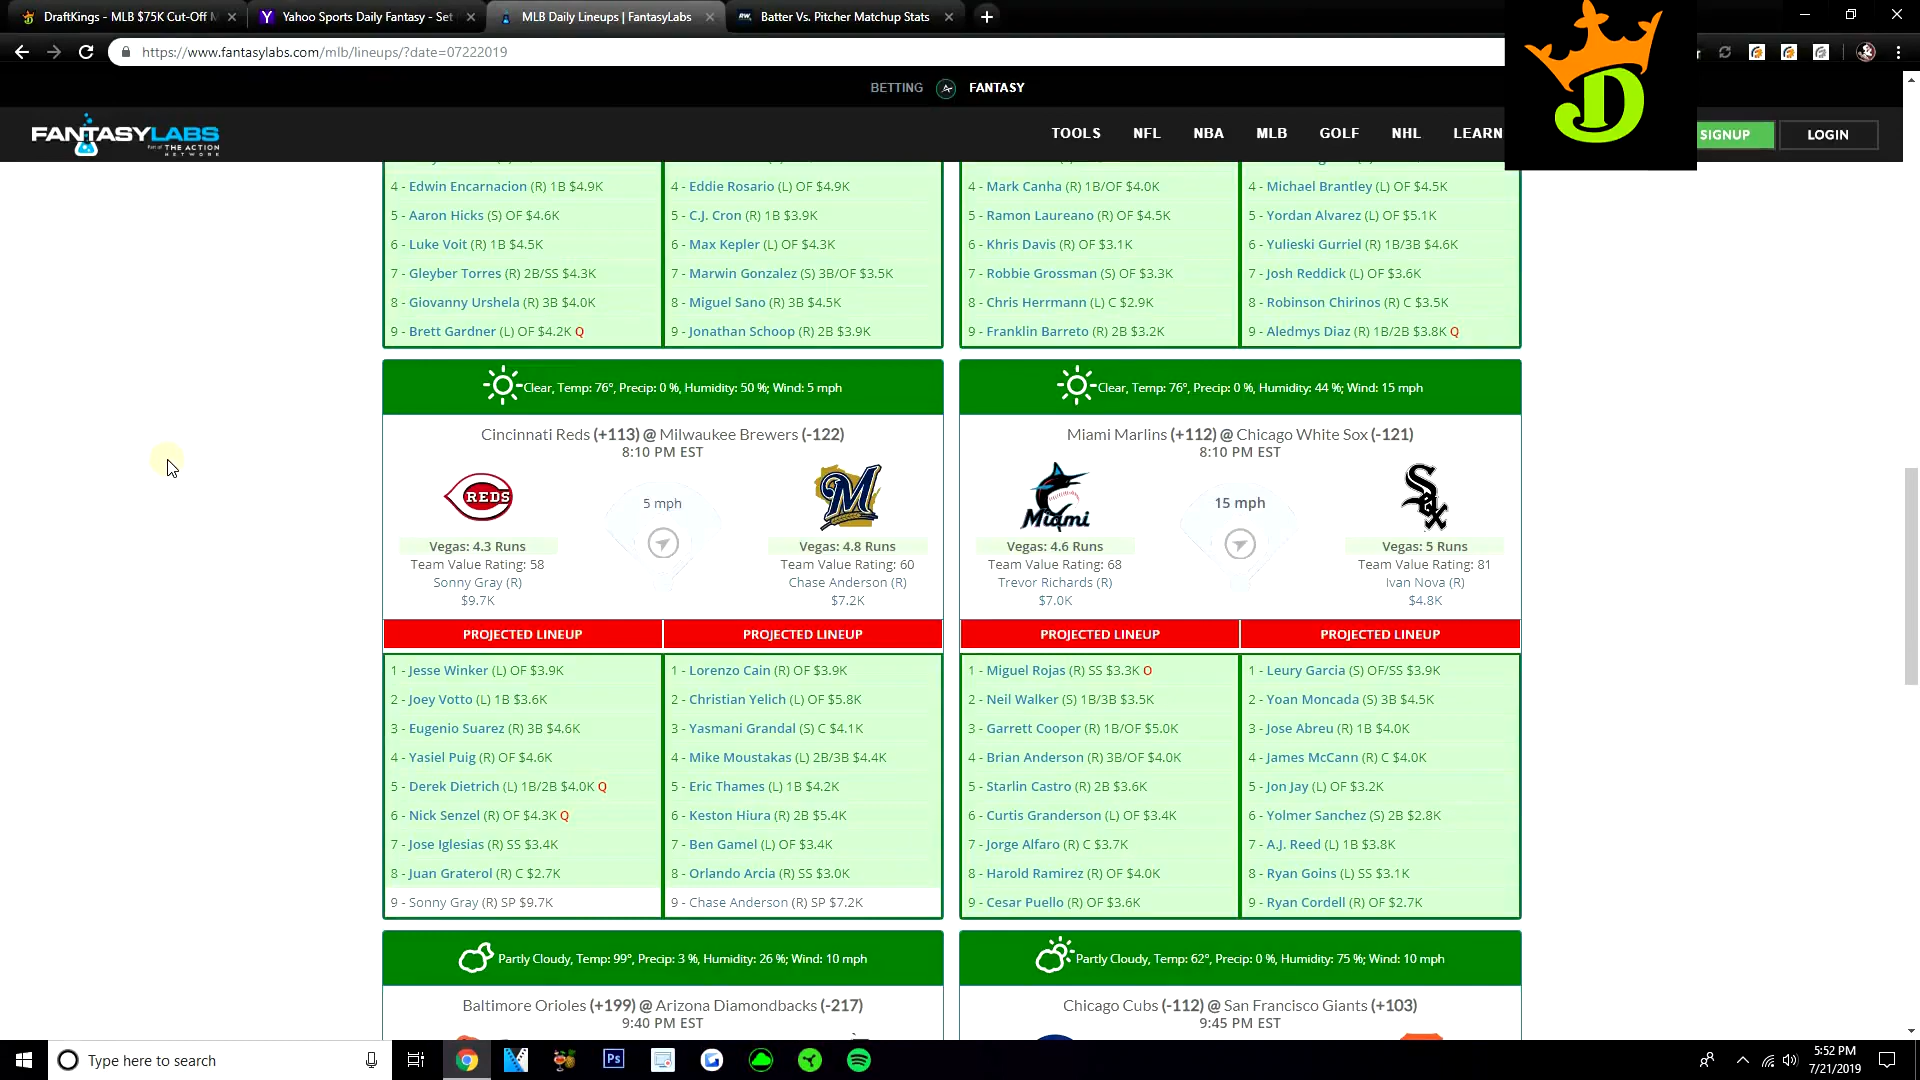 DraftKings - MLB $75K Cut-Off M
Yahoo Sports Daily Fantasy - Set
MLB Daily Lineups | FantasyLabs
RW. Batter Vs. Pitcher Matchup Stats
https://www.fantasylabs.com/mlb/lineups/?date=07222019
BETTING FANTASY
FANTASYLABS
Part of THE ACTION
NETWORK
TOOLS NFL NBA MLB GOLF NHL LEARN
SIGNUP LOGIN
D
4 - Edwin Encarnacion (R) 1B $4.9K
5 - Aaron Hicks (S) OF $4.6K
6 - Luke Voit (R) 1B $4.5K
7 - Gleyber Torres (R) 2B/SS $4.3K
8 - Giovanny Urshela (R) 3B $4.0K
9 - Brett Gardner (L) OF $4.2K Q
4 - Eddie Rosario (L) OF $4.9K
5 - C.J. Cron (R) 1B $3.9K
6 - Max Kepler (L) OF $4.3K
7 - Marwin Gonzalez (S) 3B/OF $3.5K
8 - Miguel Sano (R) 3B $4.5K
9 - Jonathan Schoop (R) 2B $3.9K
4 - Mark Canha (R) 1B/OF $4.0K
5 - Ramon Laureano (R) OF $4.5K
6 - Khris Davis (R) OF $3.1K
7 - Robbie Grossman (S) OF $3.3K
8 - Chris Herrmann (L) C $2.9K
9 - Franklin Barreto (R) 2B $3.2K
4 - Michael Brantley (L) OF $4.5K
5 - Yordan Alvarez (L) OF $5.1K
6 - Yulieski Gurriel (R) 1B/3B $4.6K
7 - Josh Reddick (L) OF $3.6K
8 - Robinson Chirinos (R) C $3.5K
9 - Aledmys Diaz (R) 1B/2B $3.8K Q
Clear, Temp: 76°, Precip: 0 %, Humidity: 50 %; Wind: 5 mph
Cincinnati Reds (+113) @ Milwaukee Brewers (-122)
8:10 PM EST
REDS
5 mph
M
Vegas: 4.3 Runs
Team Value Rating: 58
Sonny Gray (R)
$9.7K
Vegas: 4.8 Runs
Team Value Rating: 60
Chase Anderson (R)
$7.2K
PROJECTED LINEUP
1 - Jesse Winker (L) OF $3.9K
2 - Joey Votto (L) 1B $3.6K
3 - Eugenio Suarez (R) 3B $4.6K
4 - Yasiel Puig (R) OF $4.6K
5 - Derek Dietrich (L) 1B/2B $4.0K Q
6 - Nick Senzel (R) OF $4.3K Q
7 - Jose Iglesias (R) SS $3.4K
8 - Juan Graterol (R) C $2.7K
9 - Sonny Gray (R) SP $9.7K
PROJECTED LINEUP
1 - Lorenzo Cain (R) OF $3.9K
2 - Christian Yelich (L) OF $5.8K
3 - Yasmani Grandal (S) C $4.1K
4 - Mike Moustakas (L) 2B/3B $4.4K
5 - Eric Thames (L) 1B $4.2K
6 - Keston Hiura (R) 2B $5.4K
7 - Ben Gamel (L) OF $3.4K
8 - Orlando Arcia (R) SS $3.0K
9 - Chase Anderson (R) SP $7.2K
Clear, Temp: 76°, Precip: 0 %, Humidity: 44 %; Wind: 15 mph
Miami Marlins (+112) @ Chicago White Sox (-121)
8:10 PM EST
Miami
15 mph
Sox
Vegas: 4.6 Runs
Team Value Rating: 68
Trevor Richards (R)
$7.0K
Vegas: 5 Runs
Team Value Rating: 81
Ivan Nova (R)
$4.8K
PROJECTED LINEUP
1 - Miguel Rojas (R) SS $3.3K O
2 - Neil Walker (S) 1B/3B $3.5K
3 - Garrett Cooper (R) 1B/OF $5.0K
4 - Brian Anderson (R) 3B/OF $4.0K
5 - Starlin Castro (R) 2B $3.6K
6 - Curtis Granderson (L) OF $3.4K
7 - Jorge Alfaro (R) C $3.7K
8 - Harold Ramirez (R) OF $4.0K
9 - Cesar Puello (R) OF $3.6K
PROJECTED LINEUP
1 - Leury Garcia (S) OF/SS $3.9K
2 - Yoan Moncada (S) 3B $4.5K
3 - Jose Abreu (R) 1B $4.0K
4 - James McCann (R) C $4.0K
5 - Jon Jay (L) OF $3.2K
6 - Yolmer Sanchez (S) 2B $2.8K
7 - A.J. Reed (L) 1B $3.8K
8 - Ryan Goins (L) SS $3.1K
9 - Ryan Cordell (R) OF $2.7K
Partly Cloudy, Temp: 99°, Precip: 3 %, Humidity: 26 %; Wind: 10 mph
Baltimore Orioles (+199) @ Arizona Diamondbacks (-217)
9:40 PM EST
Partly Cloudy, Temp: 62°, Precip: 0 %, Humidity: 75 %; Wind: 10 mph
Chicago Cubs (-112) @ San Francisco Giants (+103)
9:45 PM EST
Type here to search
Ps
5:52 PM
7/21/2019